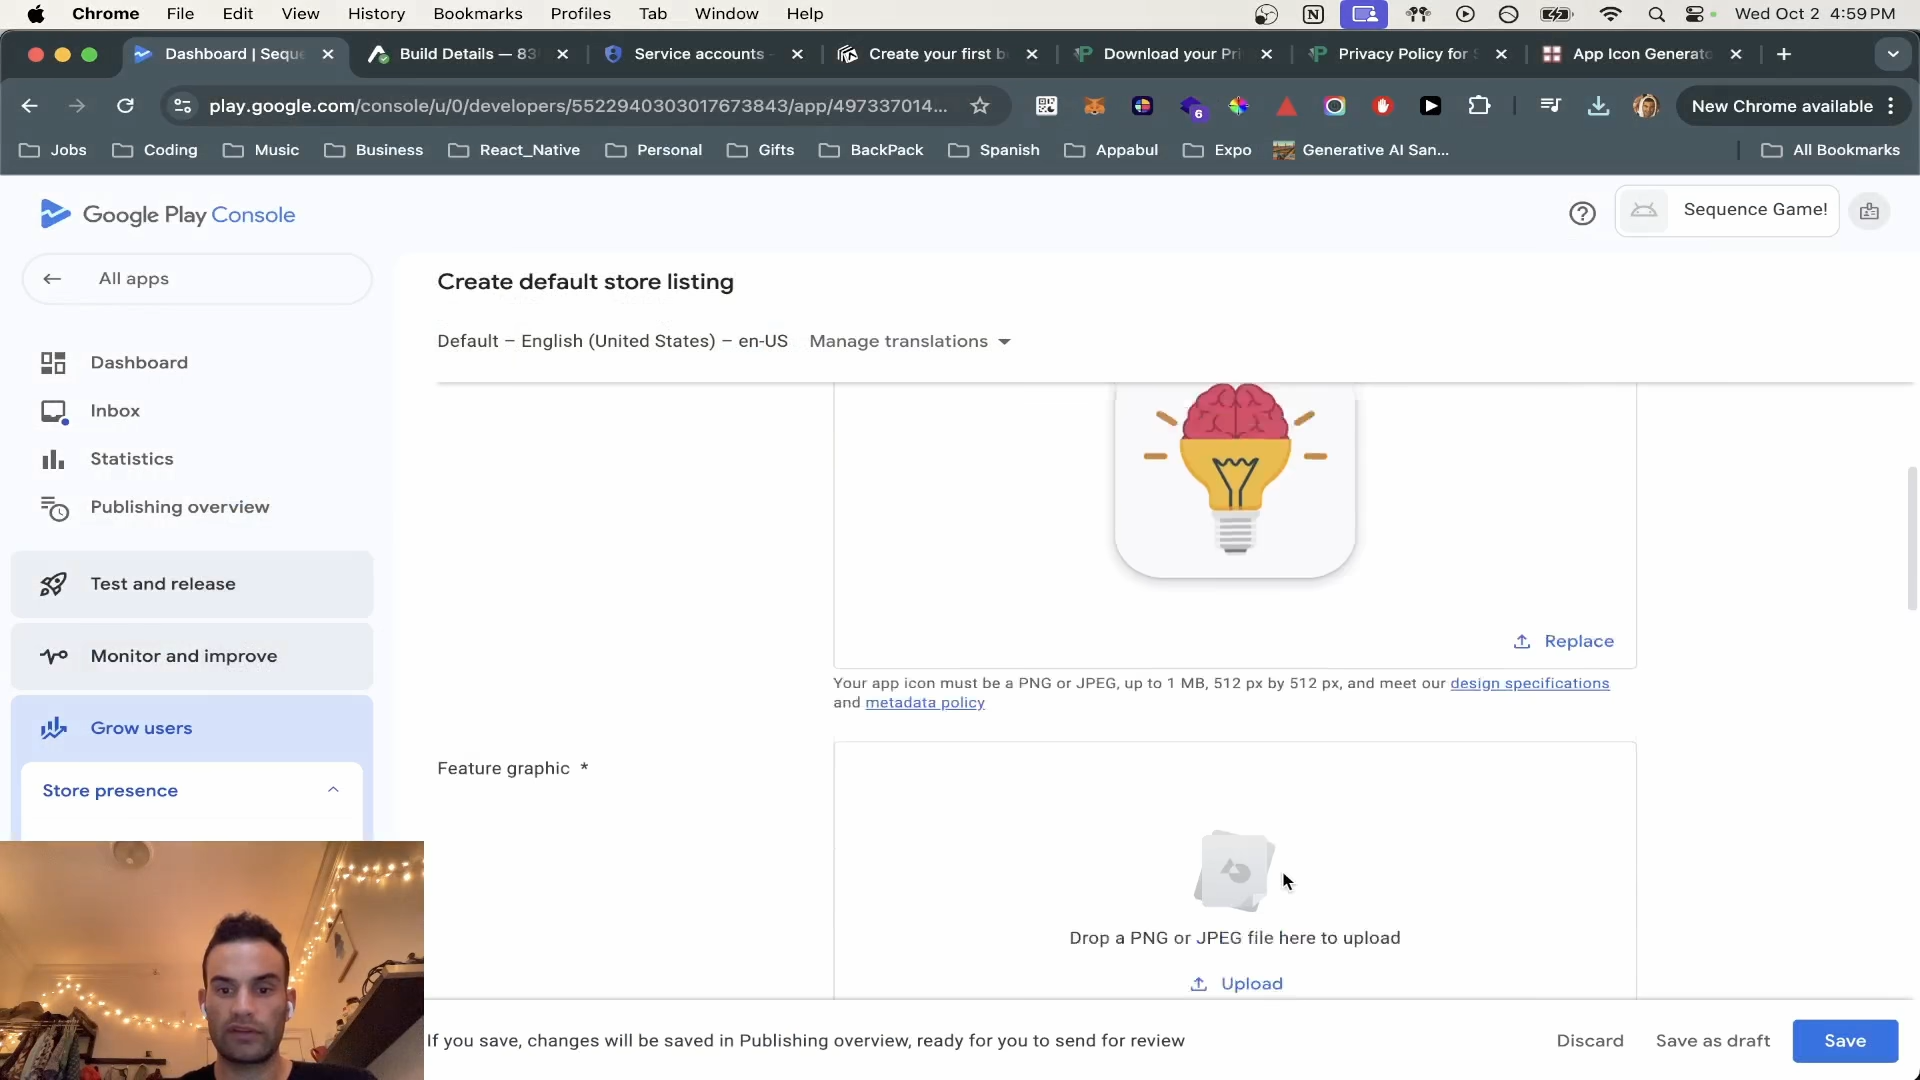 Chrome File Edit View History Bookmarks Profiles Tab Window Help Wed Oct 2 4:59 PM
Dashboard | Seque Build Details — 83 Service accounts - Create your first b Download your Pri Privacy Policy for App Icon Generato
play.google.com/console/u/0/developers/5522940303017673843/app/497337014... 6 New Chrome available
Jobs Coding Music Business React_Native Personal Gifts BackPack Spanish Appabul Expo Generative AI San... All Bookmarks
Google Play Console
Sequence Game!
All apps
Create default store listing
Default – English (United States) – en-US Manage translations
Dashboard
Inbox
Statistics
Publishing overview
Test and release
Monitor and improve
Grow users
Store presence
Replace
Your app icon must be a PNG or JPEG, up to 1 MB, 512 px by 512 px, and meet our design specifications
and metadata policy
Feature graphic *
Drop a PNG or JPEG file here to upload
Upload
If you save, changes will be saved in Publishing overview, ready for you to send for review
Discard Save as draft Save